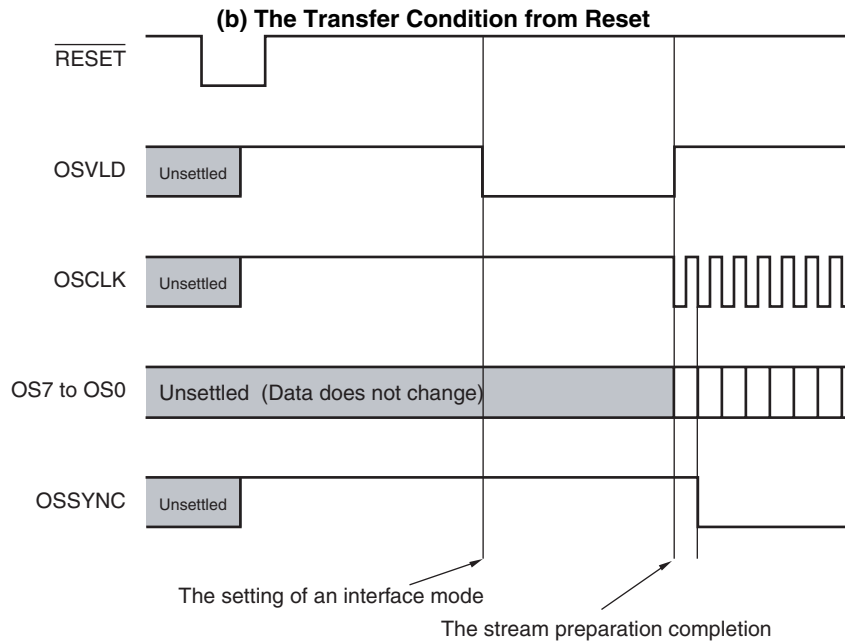 (b) The Transfer Condition from Reset
RESET
OSVLD
Unsettled
OSCLK
Unsettled
OS7 to OS0
Unsettled (Data does not change)
OSSYNC
Unsettled
The setting of an interface mode
The stream preparation completion